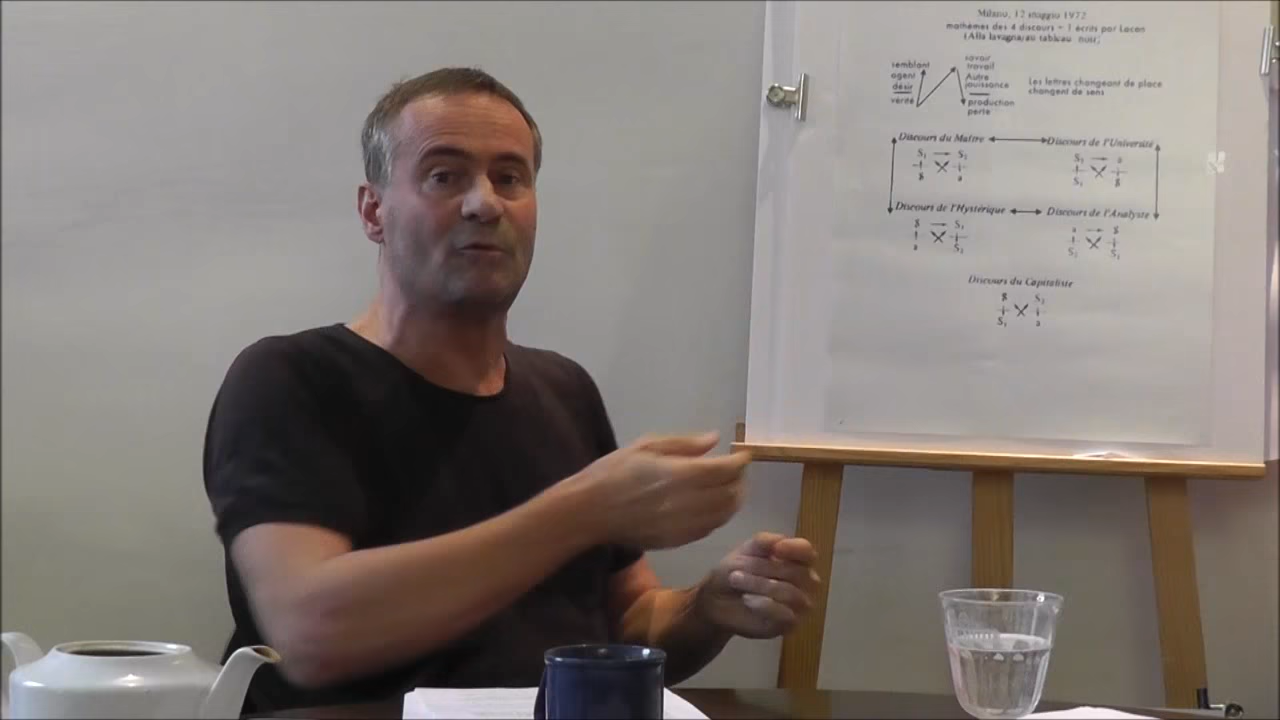 Milano, 12 maggio 1972
mathèmes des 4 discours + 1 écrits par Lacan
(Alla lavagna/au tableau noir)
semblant
agent
désir
vérité
savoir
travail
Autre
jouissance
production
perte
Les lettres changeant de place
changent de sens
Discours du Maître
Discours de l'Université
S₁ → S₂
$ a
S₂ → a
S₁ $
Discours de l'Hystérique
Discours de l'Analyste
$ → S₁
a S₂
a → $
S₂ S₁
Discours du Capitaliste
$ S₂
S₁ a